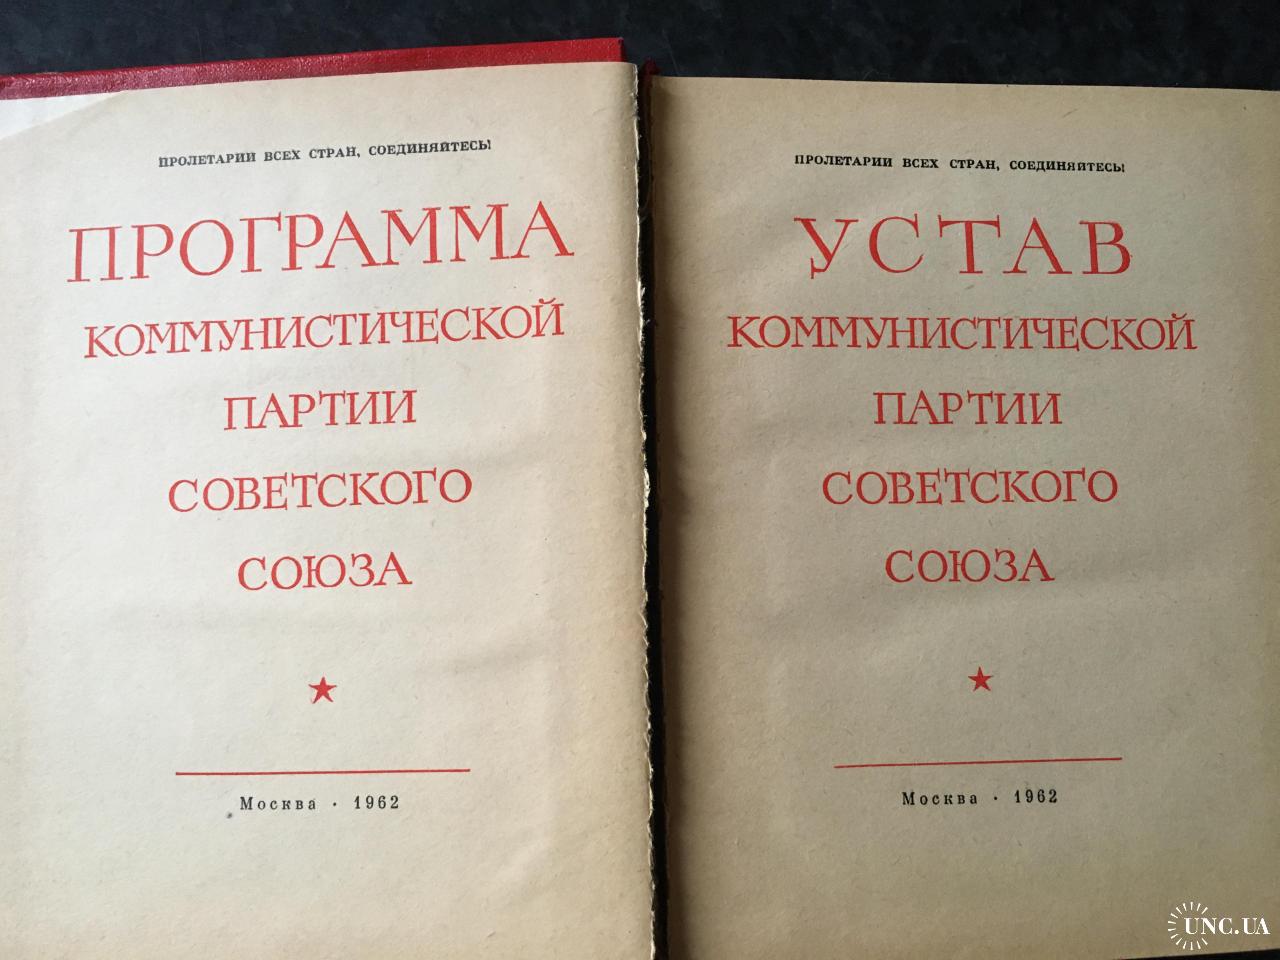 ПРОЛЕТАРИИ ВСЕХ СТРАН, СОЕДИНЯЙТЕСЬ!
ПРОГРАММА
КОММУНИСТИЧЕСКОЙ
ПАРТИИ
СОВЕТСКОГО
СОЮЗА
Москва · 1962
ПРОЛЕТАРИИ ВСЕХ СТРАН, СОЕДИНЯЙТЕСЬ!
УСТАВ
КОММУНИСТИЧЕСКОЙ
ПАРТИИ
СОВЕТСКОГО
СОЮЗА
Москва · 1962
UNC.UA